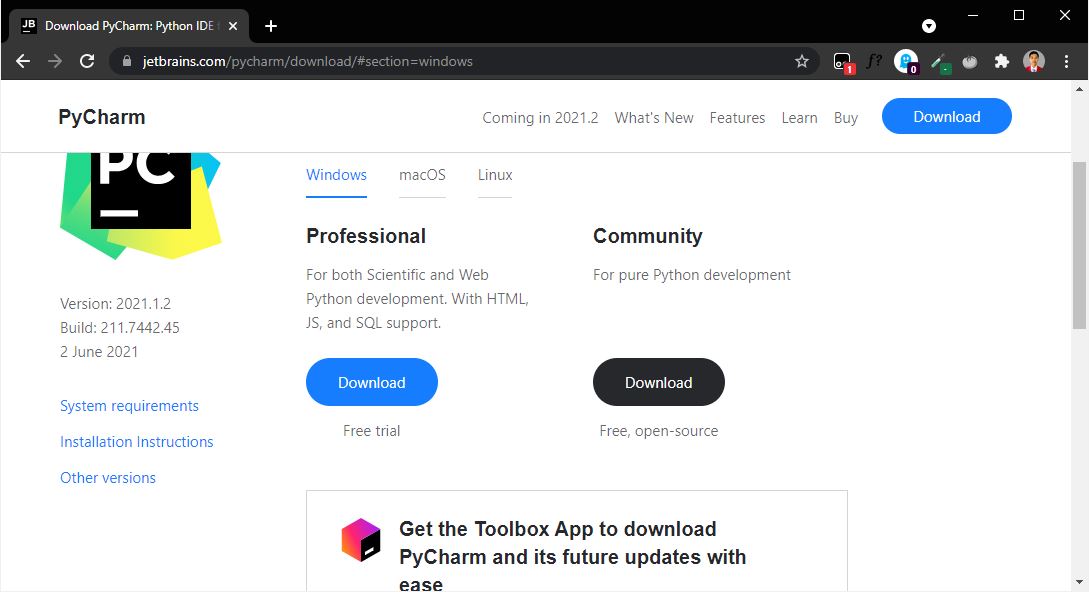 JB
Download PyCharm: Python IDE
jetbrains.com/pycharm/download/#section=windows
1
f?
0
PyCharm
Coming in 2021.2
What's New
Features
Learn
Buy
Download
PC
Windows
macOS
Linux
Professional
Community
For both Scientific and Web
Python development. With HTML,
JS, and SQL support.
For pure Python development
Version: 2021.1.2
Build: 211.7442.45
2 June 2021
Download
Download
System requirements
Free trial
Free, open-source
Installation Instructions
Other versions
Get the Toolbox App to download
PyCharm and its future updates with
ease